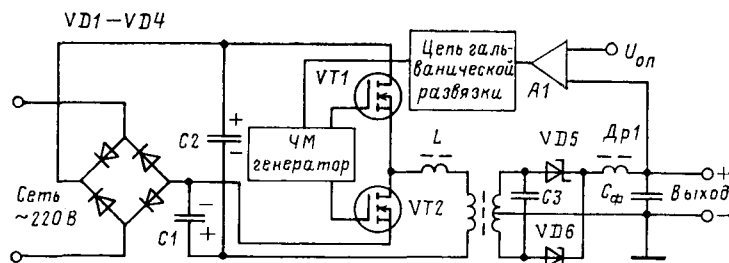 VD1–VD4
Цепь галь-
ванической
развязки
A1
Uоп
VT1
C2
+
−
ЧМ
генератор
L
VD5
Др1
Сеть
~220 В
−
C1
+
VT2
C3
Cф
+
Выход
−
VD6